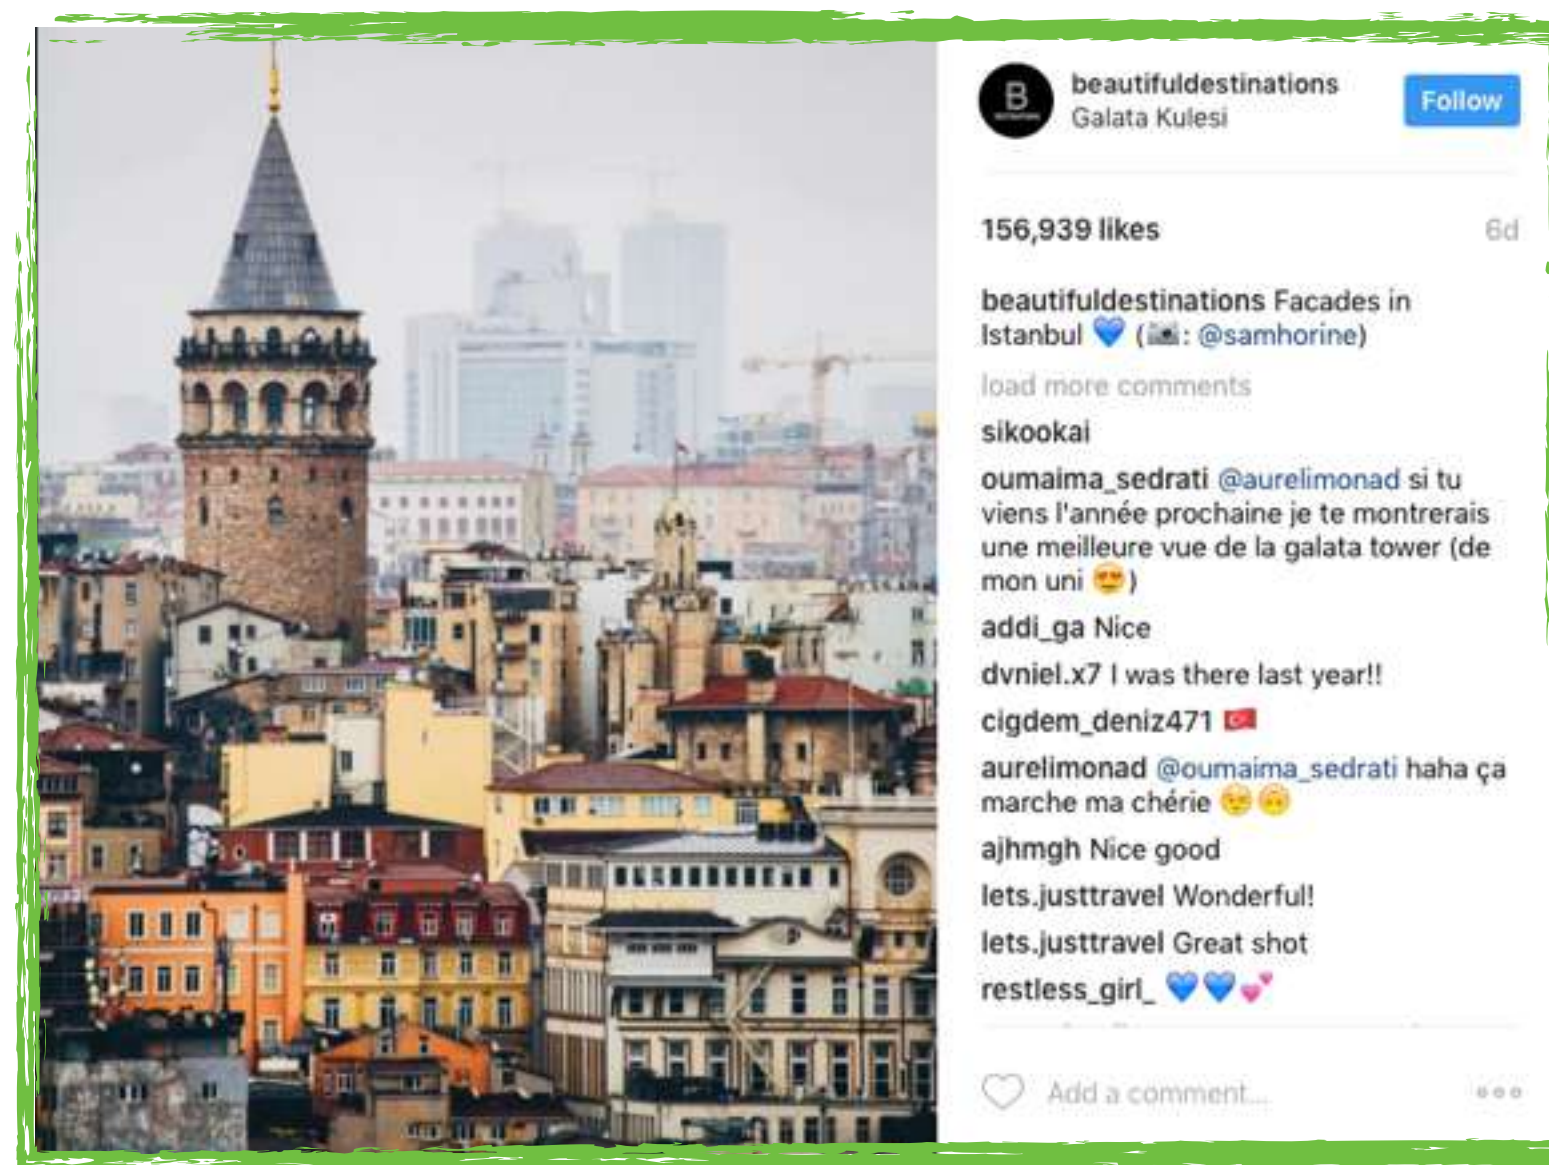 B
beautifuldestinations
Galata Kulesi
Follow
156,939 likes
6d
beautifuldestinations Facades in
Istanbul 💙 (📷: @samhorine)
load more comments
sikookai
oumaima_sedrati @aurelimonad si tu
viens l'année prochaine je te montrerais
une meilleure vue de la galata tower (de
mon uni 😍)
addi_ga Nice
dvniel.x7 I was there last year!!
cigdem_deniz471 🇹🇷
aurelimonad @oumaima_sedrati haha ça
marche ma chérie 😉🙃
ajhmgh Nice good
lets.justtravel Wonderful!
lets.justtravel Great shot
restless_girl_ 💙💙💕
Add a comment...